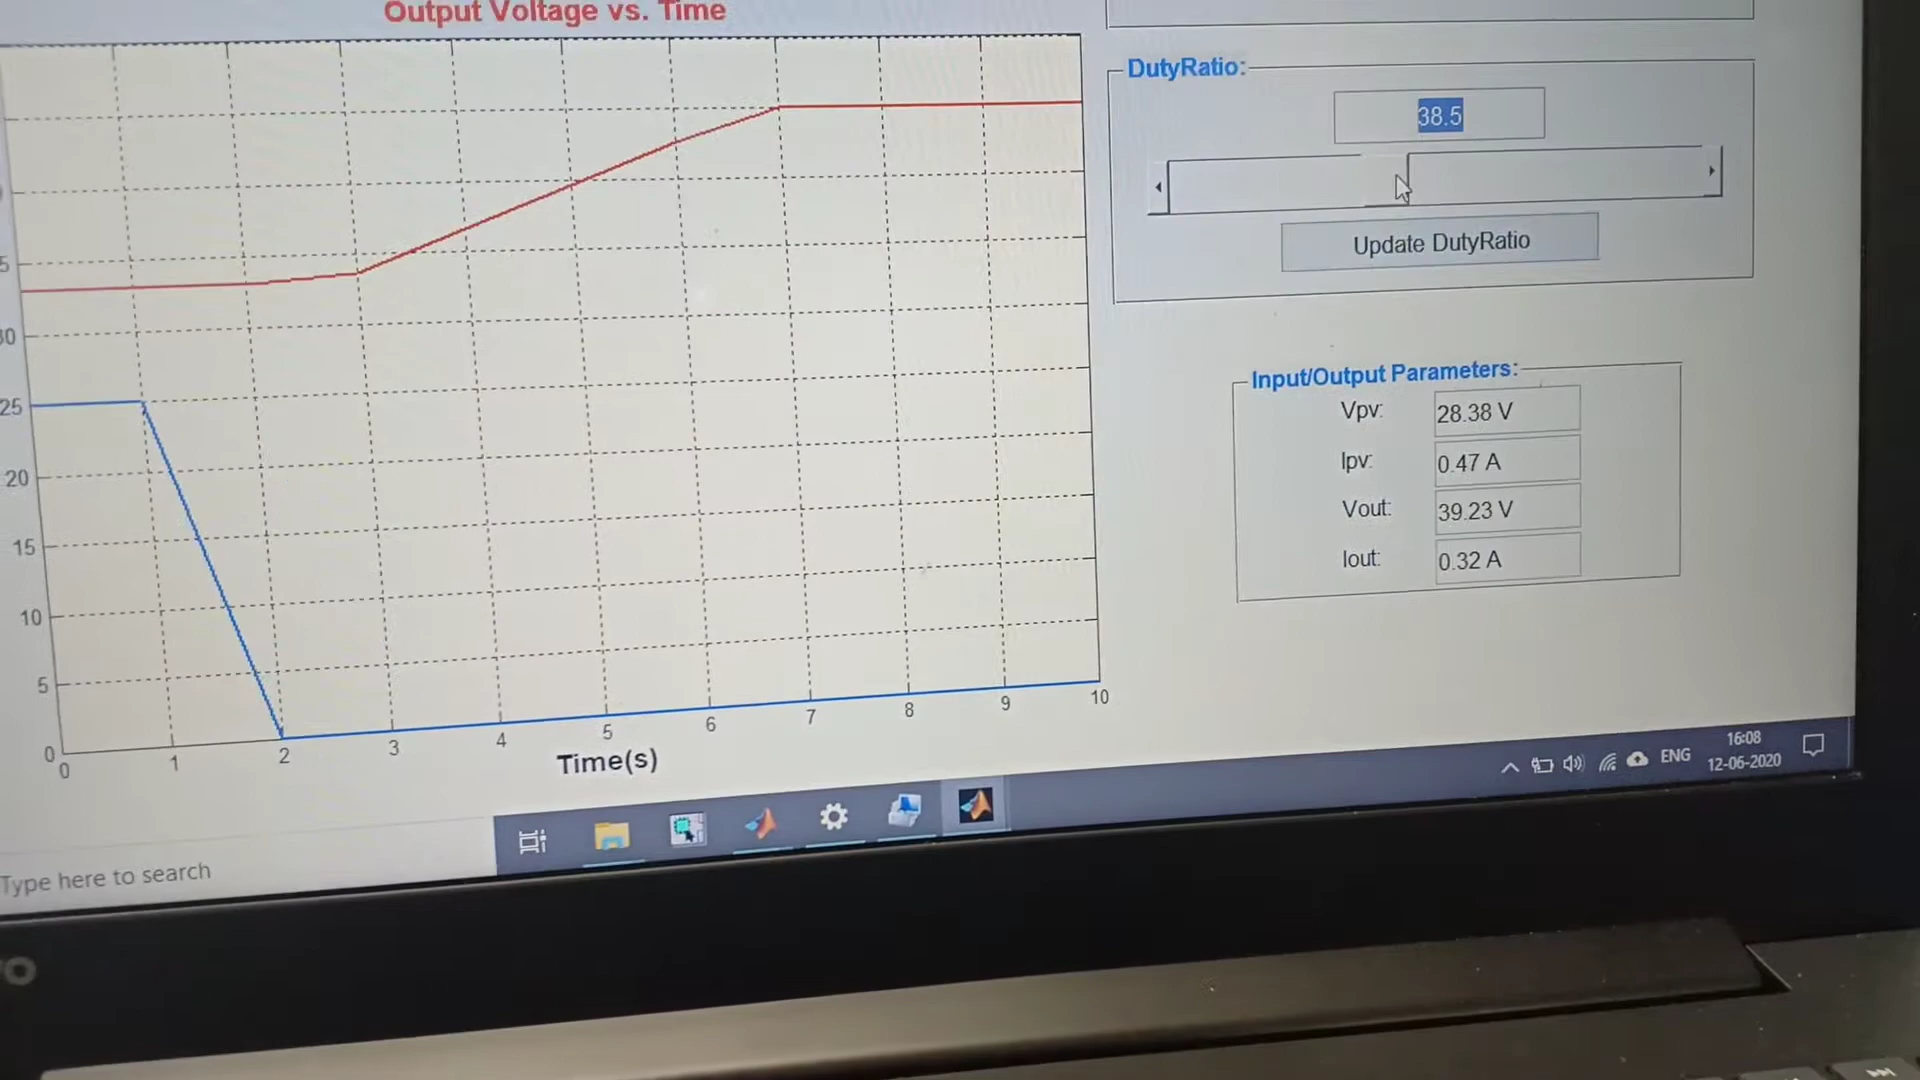 Output Voltage vs. Time
DutyRatio:
38.5
Update DutyRatio
Input/Output Parameters:
Vpv: 28.38 V
Ipv: 0.47 A
Vout: 39.23 V
Iout: 0.32 A
25
20
15
10
5
0
0 1 2 3 4 5 6 7 8 9 10
Time(s)
Type here to search
ENG
16:08
12-06-2020